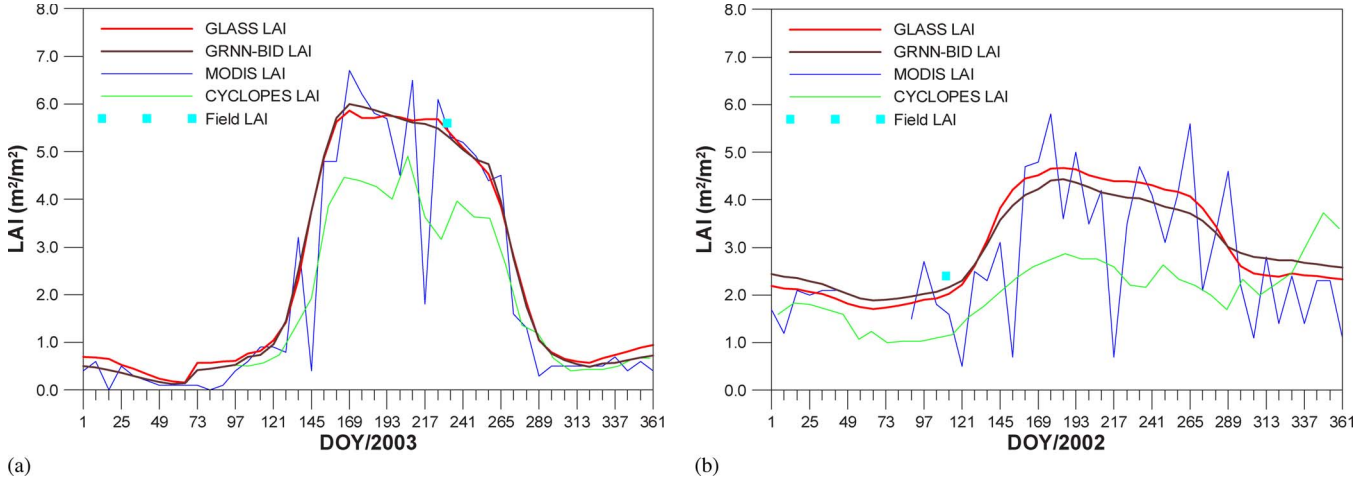 8.0
7.0
6.0
5.0
4.0
3.0
2.0
1.0
0.0
LAI (m²/m²)
GLASS LAI
GRNN-BID LAI
MODIS LAI
CYCLOPES LAI
Field LAI
1 25 49 73 97 121 145 169 193 217 241 265 289 313 337 361
DOY/2003
(a)
8.0
7.0
6.0
5.0
4.0
3.0
2.0
1.0
0.0
LAI (m²/m²)
GLASS LAI
GRNN-BID LAI
MODIS LAI
CYCLOPES LAI
Field LAI
1 25 49 73 97 121 145 169 193 217 241 265 289 313 337 361
DOY/2002
(b)